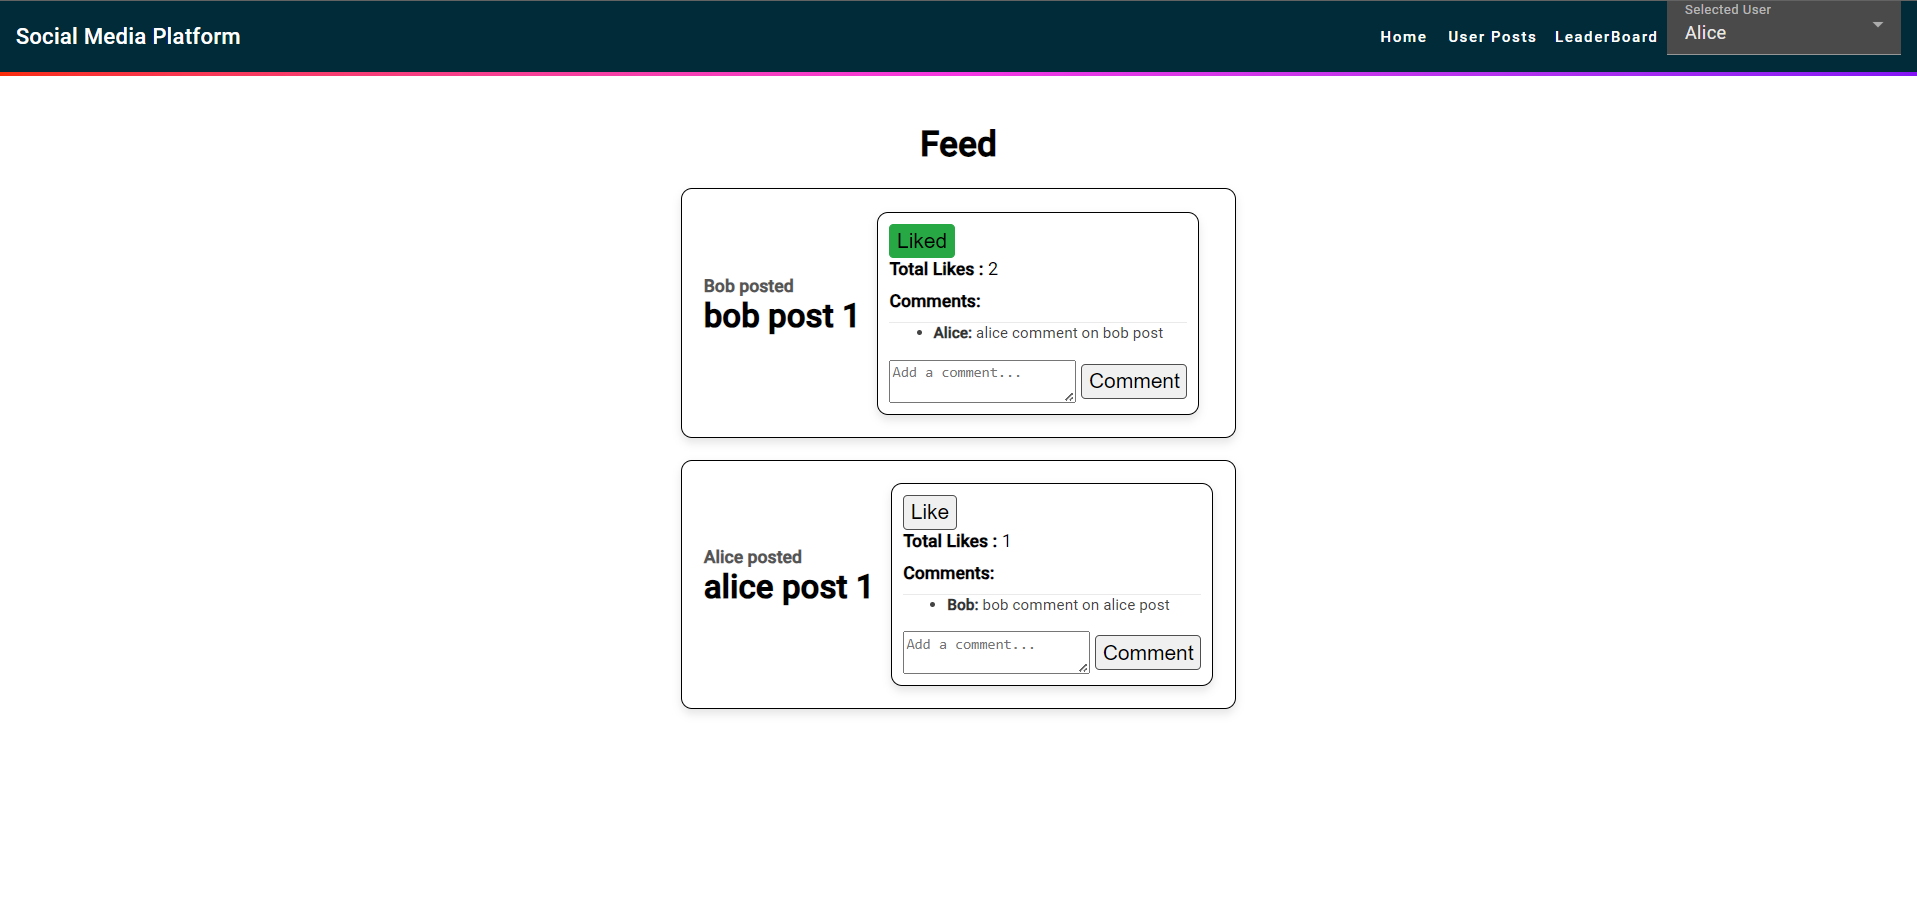 Social Media Platform
Home
User Posts
LeaderBoard
Selected User
Alice
Feed
Bob posted
bob post 1
Liked
Total Likes : 2
Comments:
Alice: alice comment on bob post
Add a comment...
Comment
Alice posted
alice post 1
Like
Total Likes : 1
Comments:
Bob: bob comment on alice post
Add a comment...
Comment